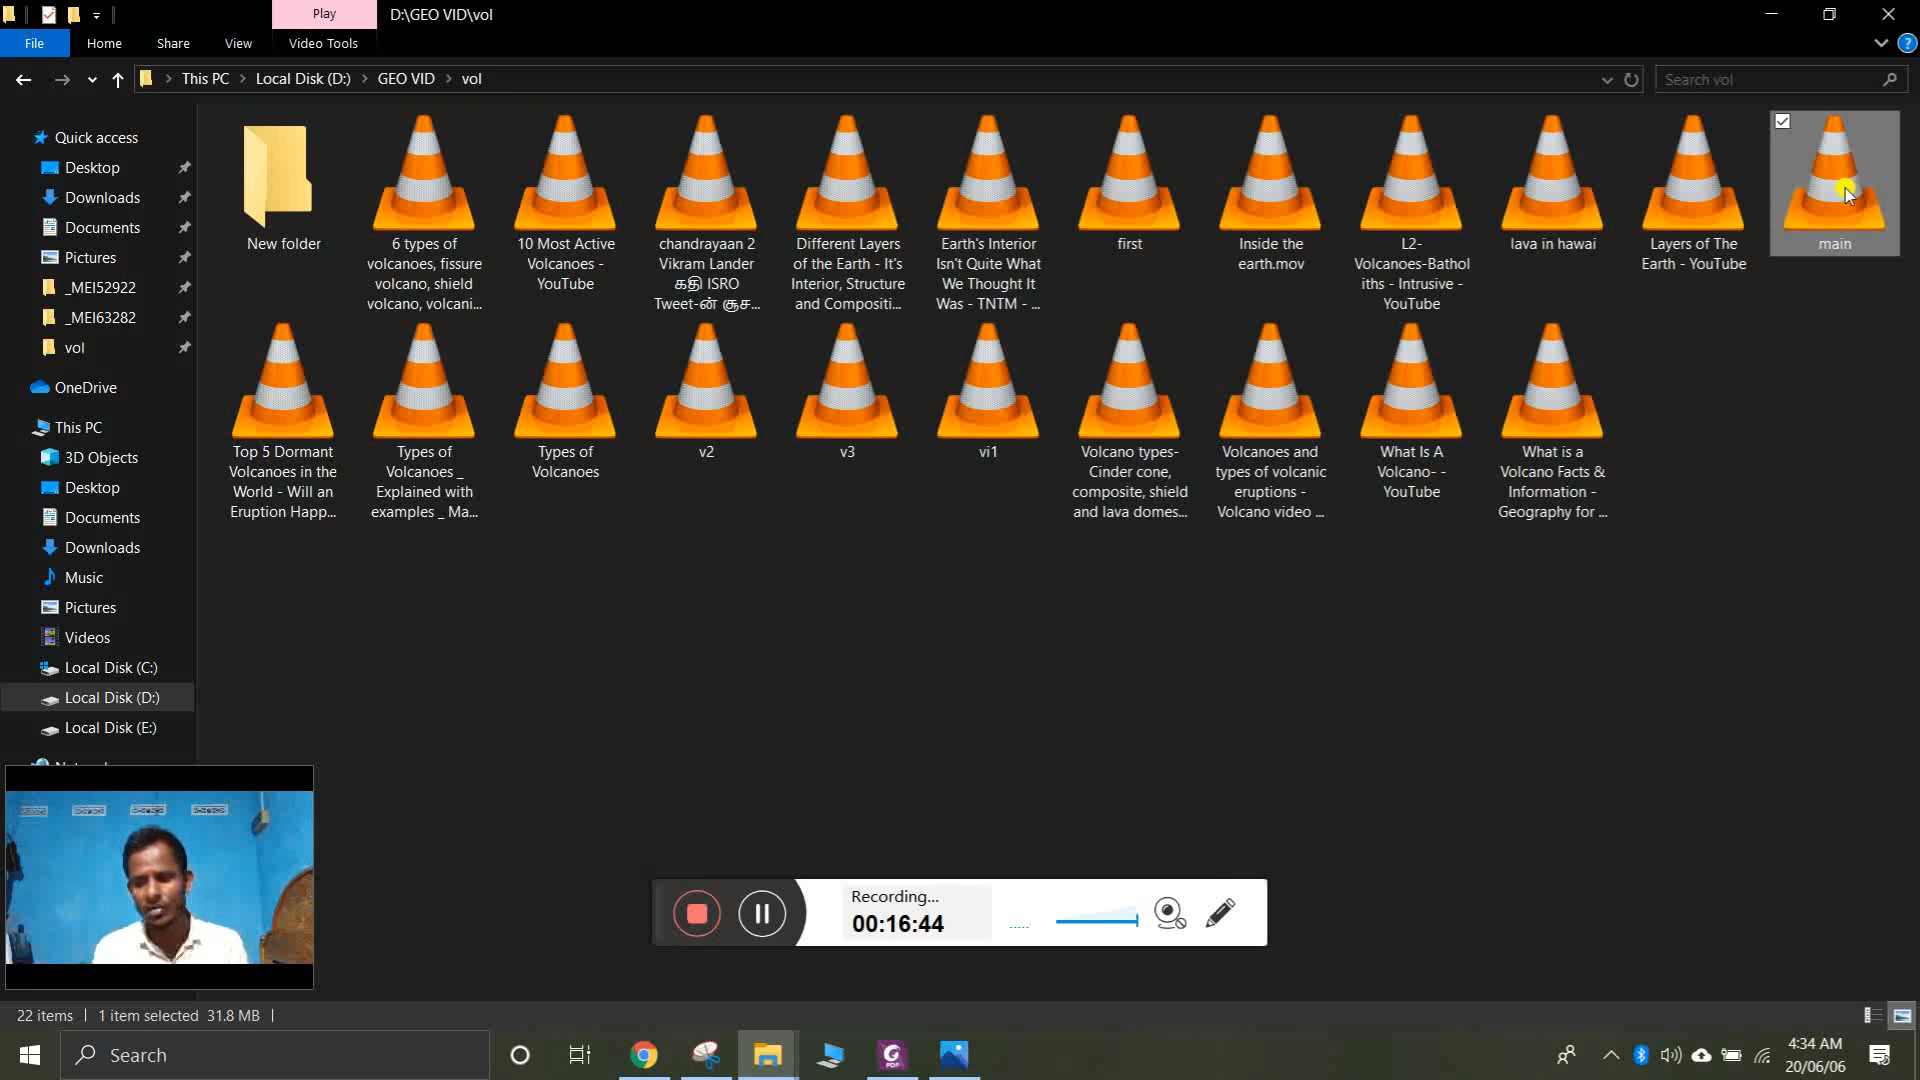 Play
D:\GEO VID\vol
File
Home
Share
View
Video Tools
This PC
Local Disk (D:)
GEO VID
vol
Search vol
Quick access
Desktop
Downloads
Documents
Pictures
_MEI52922
_MEI63282
vol
OneDrive
This PC
3D Objects
Desktop
Documents
Downloads
Music
Pictures
Videos
Local Disk (C:)
Local Disk (D:)
Local Disk (E:)
New folder
6 types of
volcanoes, fissure
volcano, shield
volcano, volcani...
10 Most Active
Volcanoes -
YouTube
chandrayaan 2
Vikram Lander
கதி ISRO
Tweet-ன் சூச...
Different Layers
of the Earth - It's
Interior, Structure
and Compositi...
Earth's Interior
Isn't Quite What
We Thought It
Was - TNTM - ...
first
Inside the
earth.mov
L2-
Volcanoes-Bathol
iths - Intrusive -
YouTube
lava in hawai
Layers of The
Earth - YouTube
main
Top 5 Dormant
Volcanoes in the
World - Will an
Eruption Happ...
Types of
Volcanoes _
Explained with
examples _ Ma...
Types of
Volcanoes
v2
v3
vi1
Volcano types-
Cinder cone,
composite, shield
and lava domes...
Volcanoes and
types of volcanic
eruptions -
Volcano video ...
What Is A
Volcano- -
YouTube
What is a
Volcano Facts &
Information -
Geography for ...
Recording...
00:16:44
22 items
1 item selected 31.8 MB
Search
4:34 AM
20/06/06